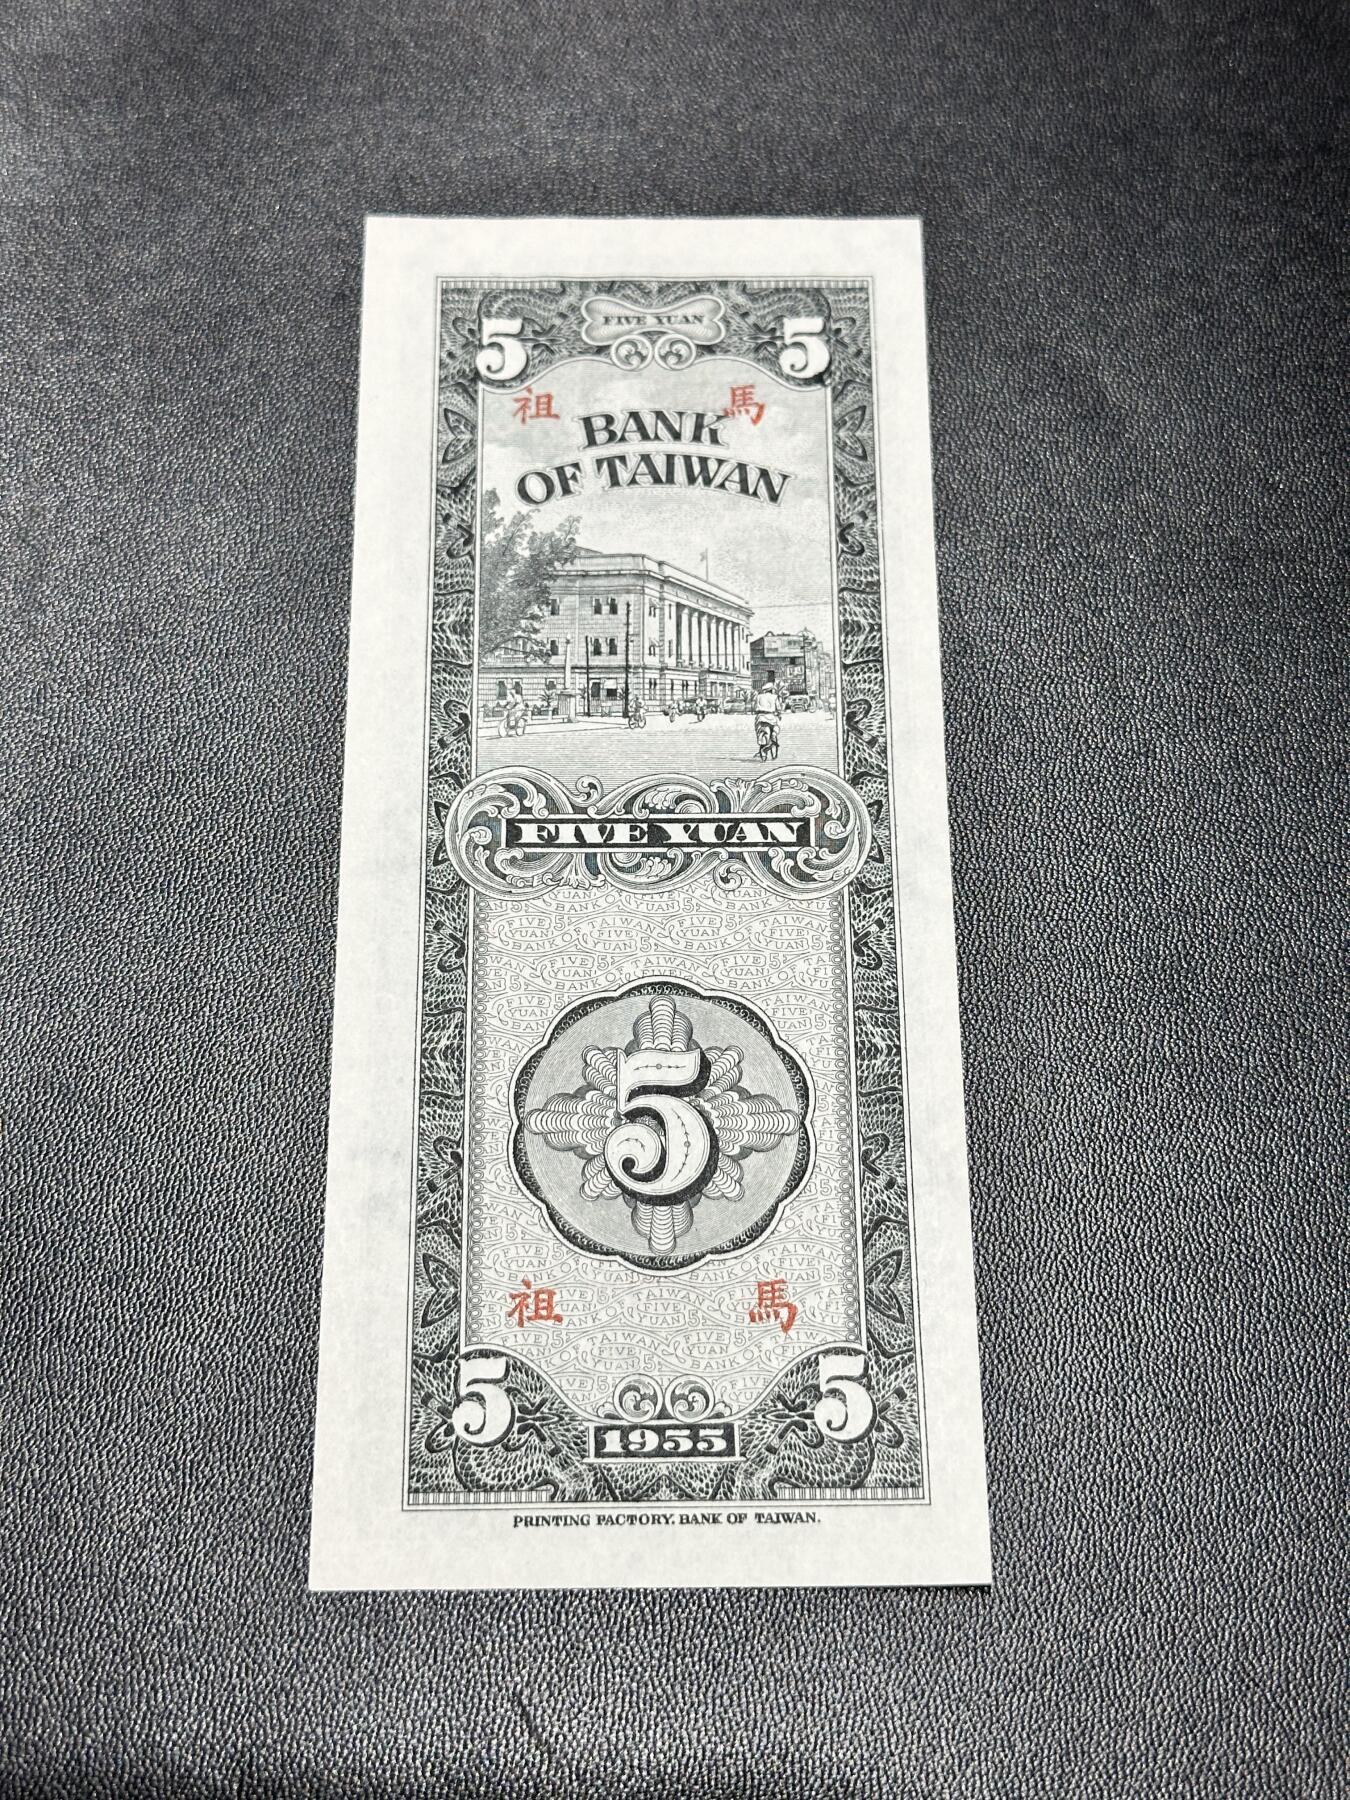 FIVE YUAN
5 5
祖 馬
BANK
OF TAIWAN
FIVE YUAN
5
祖 馬
5 5
1955
PRINTING FACTORY. BANK OF TAIWAN.